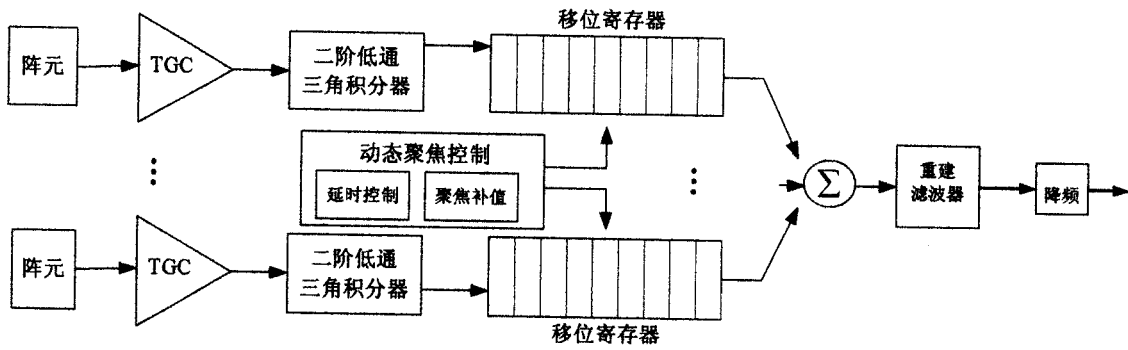 移位寄存器
阵元
TGC
二阶低通
三角积分器
动态聚焦控制
延时控制
聚焦补值
∑
重建
滤波器
降频
阵元
TGC
二阶低通
三角积分器
移位寄存器